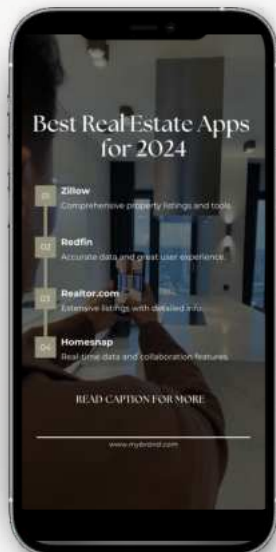 Best Real Estate Apps
for 2024
01
Zillow
Comprehensive property listings and tools.
02
Redfin
Accurate data and great user experience.
03
Realtor.com
Extensive listings with detailed info.
04
Homesnap
Real-time data and collaboration features.
READ CAPTION FOR MORE
www.mybrand.com